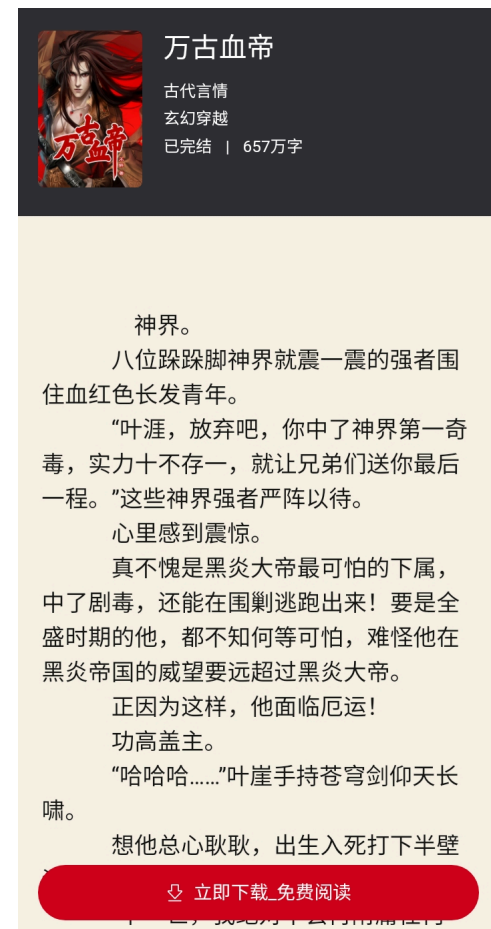 万古血帝
古代言情
玄幻穿越
已完结 | 657万字
万古血帝
神界。
八位跺跺脚神界就震一震的强者围
住血红色长发青年。
“叶涯，放弃吧，你中了神界第一奇
毒，实力十不存一，就让兄弟们送你最后
一程。”这些神界强者严阵以待。
心里感到震惊。
真不愧是黑炎大帝最可怕的下属，
中了剧毒，还能在围剿逃跑出来！要是全
盛时期的他，都不知何等可怕，难怪他在
黑炎帝国的威望要远超过黑炎大帝。
正因为这样，他面临厄运！
功高盖主。
“哈哈哈……”叶崖手持苍穹剑仰天长
啸。
想他总心耿耿，出生入死打下半壁
立即下载_免费阅读